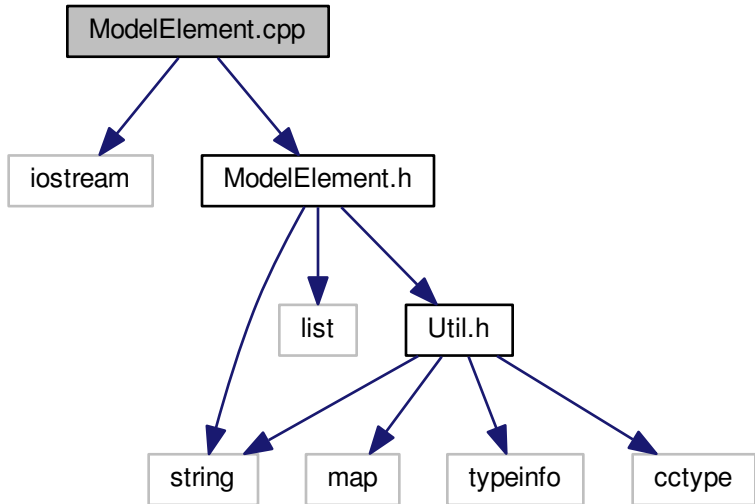 ModelElement.cpp
iostream
ModelElement.h
list
Util.h
string
map
typeinfo
cctype